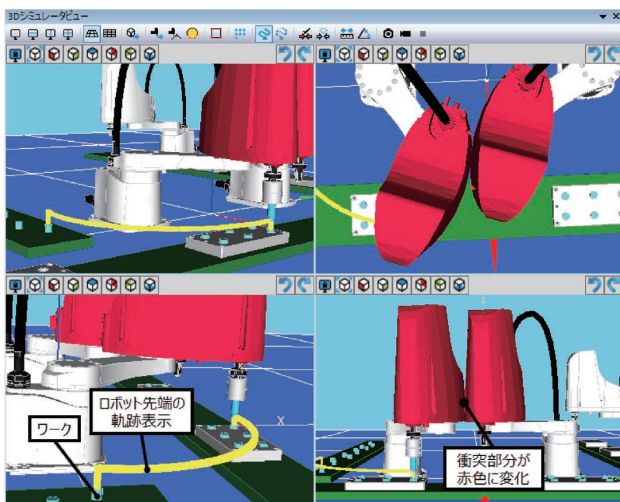 3Dシミュレータビュー
ワーク
ロボット先端の
軌跡表示
X
衝突部分が
赤色に変化